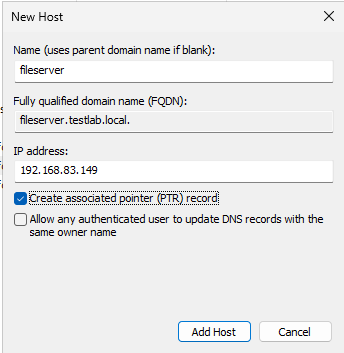 New Host
Name (uses parent domain name if blank):
fileserver
Fully qualified domain name (FQDN):
fileserver.testlab.local.
IP address:
192.168.83.149
Create associated pointer (PTR) record
Allow any authenticated user to update DNS records with the
same owner name
Add Host
Cancel